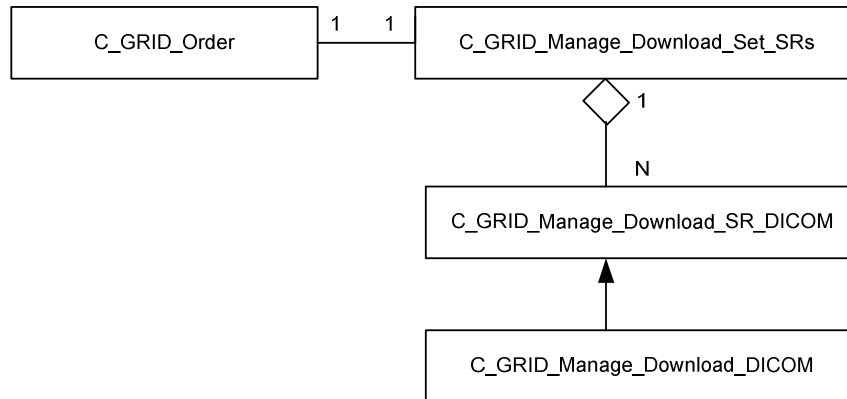 C_GRID_Order
1
1
C_GRID_Manage_Download_Set_SRs
1
N
C_GRID_Manage_Download_SR_DICOM
C_GRID_Manage_Download_DICOM